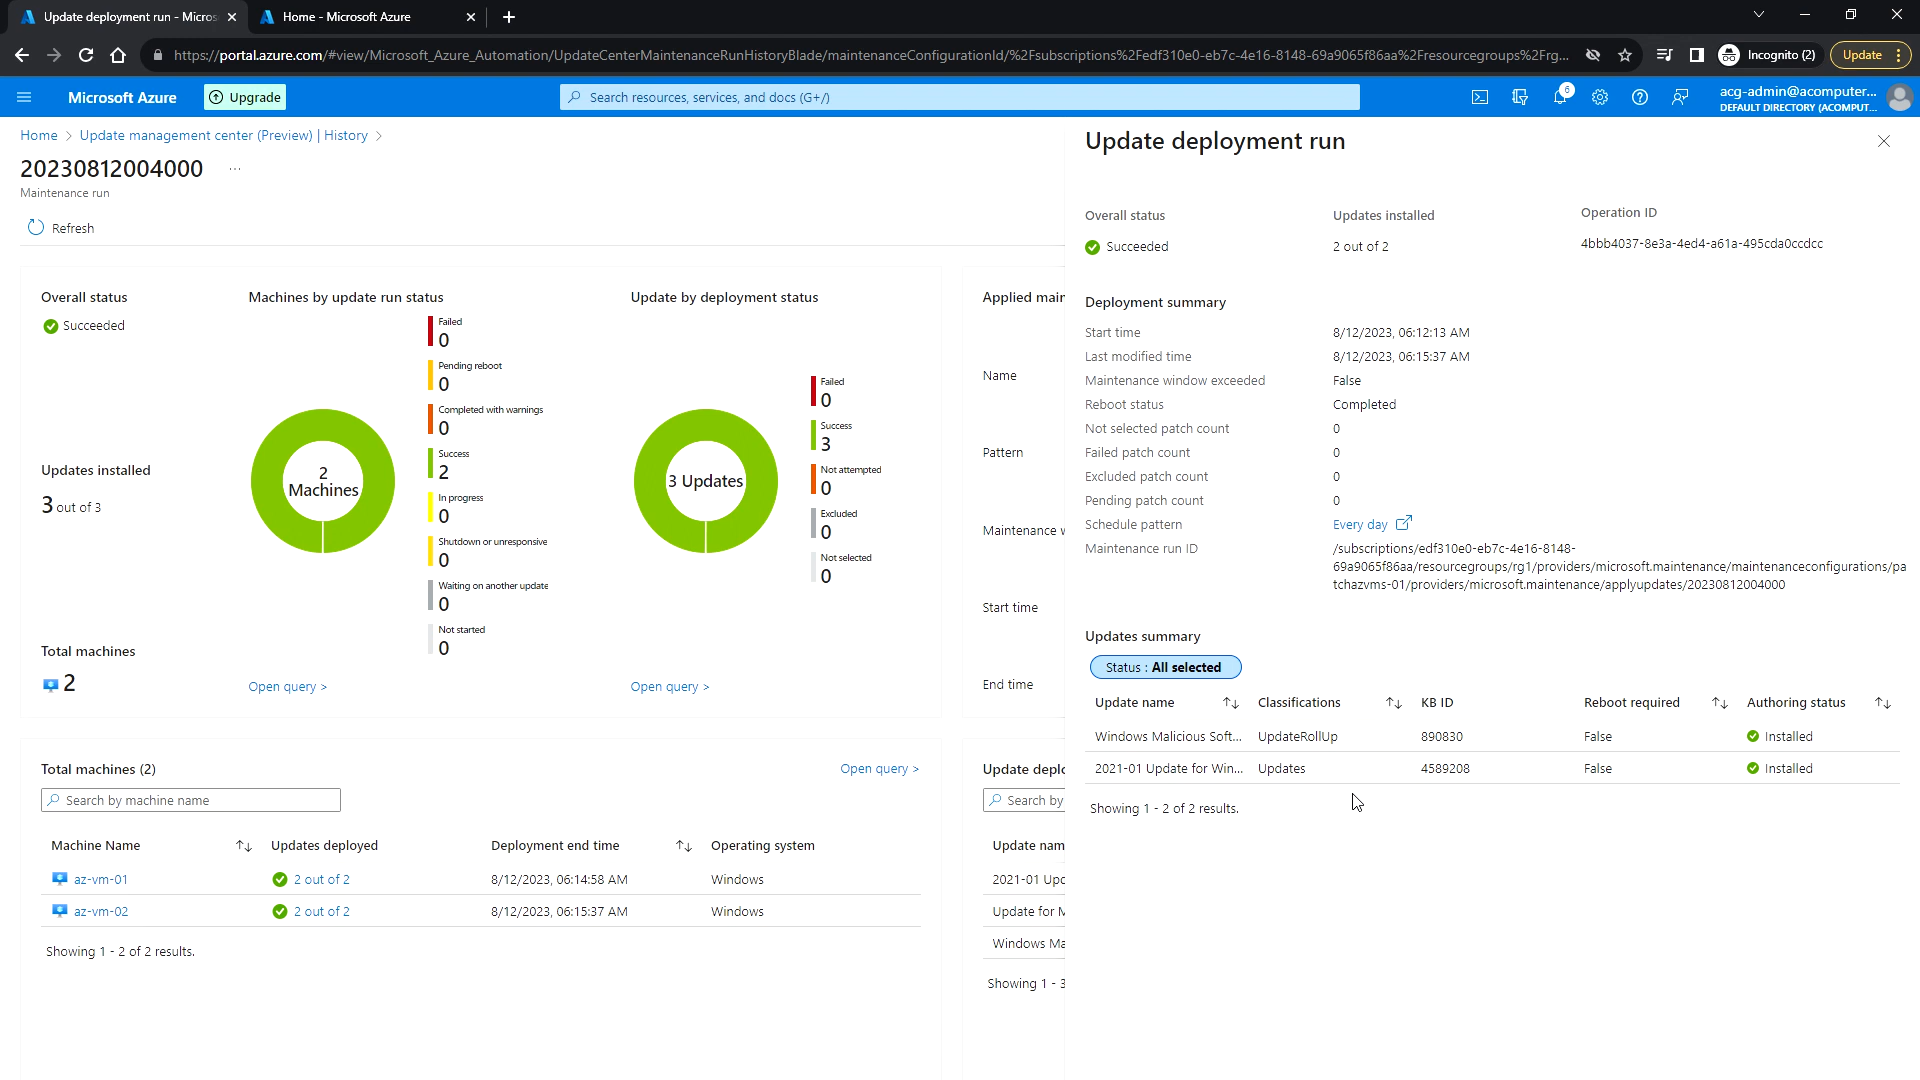 Update deployment run - Micros
Home - Microsoft Azure
https://portal.azure.com/#view/Microsoft_Azure_Automation/UpdateCenterMaintenanceRunHistoryBlade/maintenanceConfigurationId/%2Fsubscriptions%2Fedf310e0-eb7c-4e16-8148-69a9065f86aa%2Fresourcegroups%2Frg...
Incognito (2)
Update
Microsoft Azure
Upgrade
Search resources, services, and docs (G+/)
6
acg-admin@acomputer...
DEFAULT DIRECTORY (ACOMPUT...
Home > Update management center (Preview) | History >
20230812004000 ...
Maintenance run
Refresh
Overall status
Succeeded
Updates installed
3 out of 3
Total machines
2
Machines by update run status
2
Machines
Failed
0
Pending reboot
0
Completed with warnings
0
Success
2
In progress
0
Shutdown or unresponsive
0
Waiting on another update
0
Not started
0
Open query >
Update by deployment status
3 Updates
Failed
0
Success
3
Not attempted
0
Excluded
0
Not selected
0
Open query >
Applied main
Name
Pattern
Maintenance w
Start time
End time
Total machines (2)
Open query >
Search by machine name
Machine Name Updates deployed Deployment end time Operating system
az-vm-01 2 out of 2 8/12/2023, 06:14:58 AM Windows
az-vm-02 2 out of 2 8/12/2023, 06:15:37 AM Windows
Showing 1 - 2 of 2 results.
Update deplo
Search by
Update nam
2021-01 Upd
Update for M
Windows Ma
Showing 1 - 3
Update deployment run
Overall status
Succeeded
Updates installed
2 out of 2
Operation ID
4bbb4037-8e3a-4ed4-a61a-495cda0ccdcc
Deployment summary
Start time 8/12/2023, 06:12:13 AM
Last modified time 8/12/2023, 06:15:37 AM
Maintenance window exceeded False
Reboot status Completed
Not selected patch count 0
Failed patch count 0
Excluded patch count 0
Pending patch count 0
Schedule pattern Every day
Maintenance run ID /subscriptions/edf310e0-eb7c-4e16-8148-
69a9065f86aa/resourcegroups/rg1/providers/microsoft.maintenance/maintenanceconfigurations/pa
tchazvms-01/providers/microsoft.maintenance/applyupdates/20230812004000
Updates summary
Status : All selected
Update name Classifications KB ID Reboot required Authoring status
Windows Malicious Soft... UpdateRollUp 890830 False Installed
2021-01 Update for Win... Updates 4589208 False Installed
Showing 1 - 2 of 2 results.